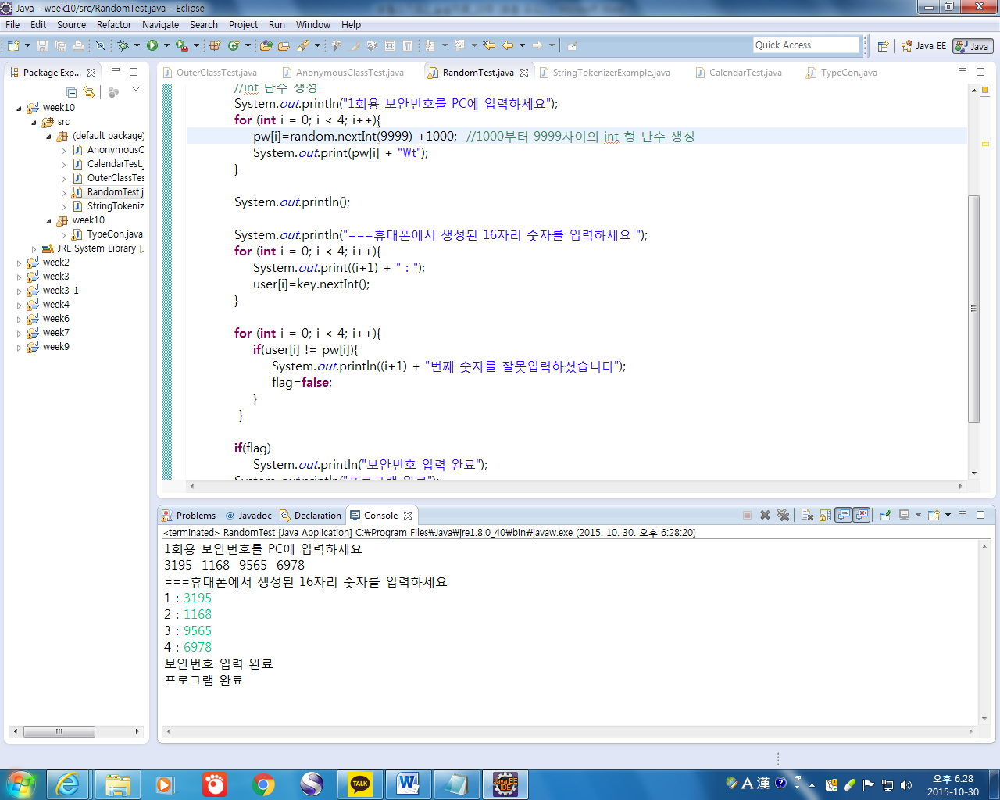 Java - week10/src/RandomTest.java - Eclipse
File Edit Source Refactor Navigate Search Project Run Window Help
Quick Access
Java EE
Java
Package Exp...
OuterClassTest.java
AnonymousClassTest.java
RandomTest.java
StringTokenizerExample.java
CalendarTest.java
TypeCon.java
week10
src
(default package)
AnonymousC
CalendarTest.
OuterClassTes
RandomTest.j
StringTokeniz
week10
TypeCon.java
JRE System Library [.
week2
week3
week3_1
week4
week6
week7
week9
//int 난수 생성
System.out.println("1회용 보안번호를 PC에 입력하세요");
for (int i = 0; i < 4; i++){
pw[i]=random.nextInt(9999) +1000; //1000부터 9999사이의 int 형 난수 생성
System.out.print(pw[i] + "₩t");
}
System.out.println();
System.out.println("===휴대폰에서 생성된 16자리 숫자를 입력하세요 ");
for (int i = 0; i < 4; i++){
System.out.print((i+1) + " : ");
user[i]=key.nextInt();
}
for (int i = 0; i < 4; i++){
if(user[i] != pw[i]){
System.out.println((i+1) + "번째 숫자를 잘못입력하셨습니다");
flag=false;
}
}
if(flag)
System.out.println("보안번호 입력 완료");
System.out.println("프로그램 완료");
Problems
@ Javadoc
Declaration
Console
<terminated> RandomTest [Java Application] C:₩Program Files₩Java₩jre1.8.0_40₩bin₩javaw.exe (2015. 10. 30. 오후 6:28:20)
1회용 보안번호를 PC에 입력하세요
3195 1168 9565 6978
===휴대폰에서 생성된 16자리 숫자를 입력하세요
1 : 3195
2 : 1168
3 : 9565
4 : 6978
보안번호 입력 완료
프로그램 완료
TALK
Java EE
IDE
A 漢
오후 6:28
2015-10-30